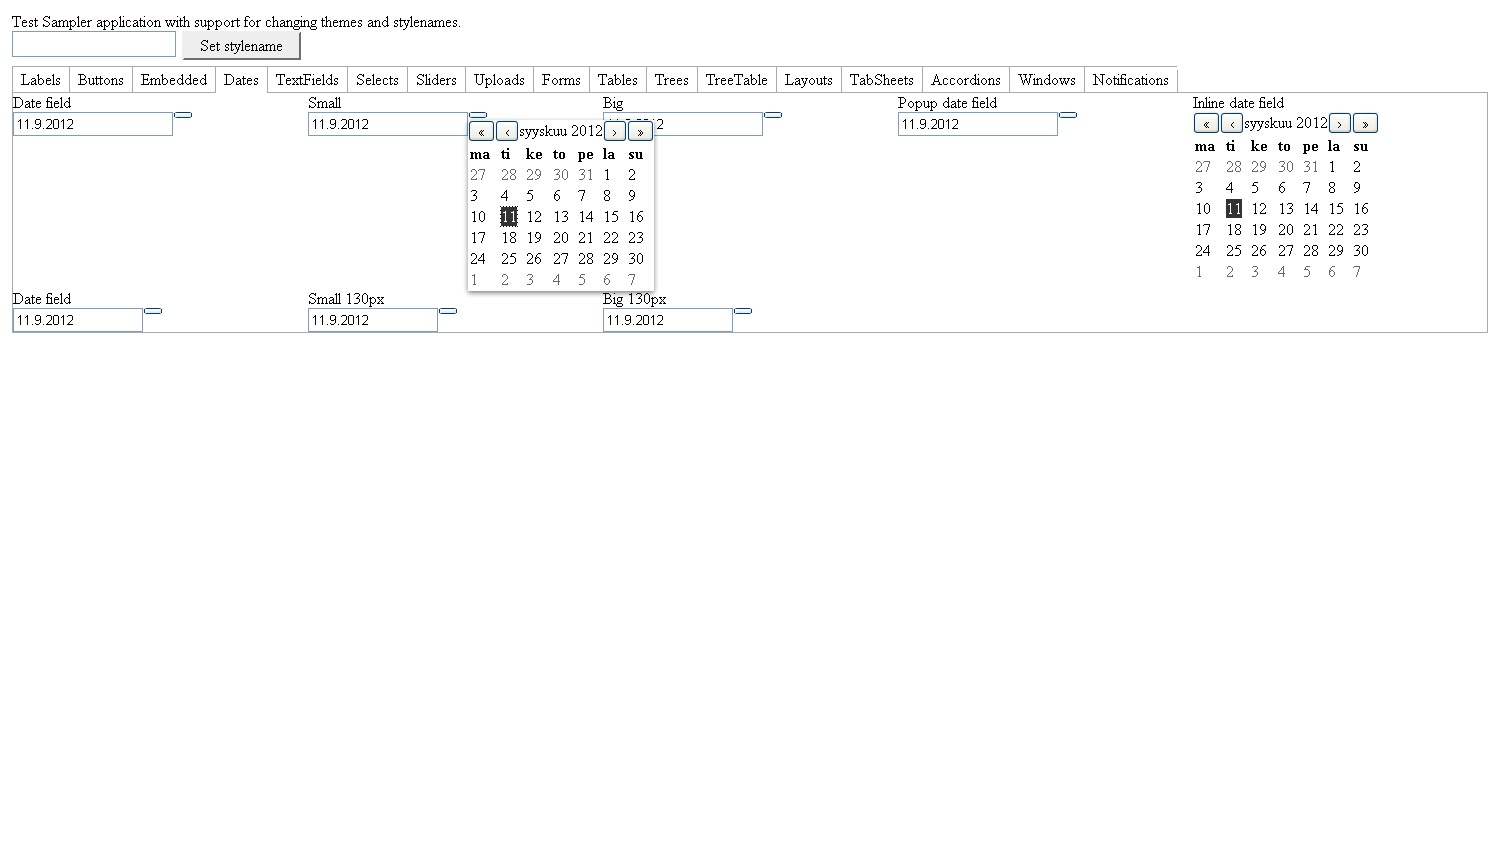 Test Sampler application with support for changing themes and stylenames.
Set stylename
Labels Buttons Embedded Dates TextFields Selects Sliders Uploads Forms Tables Trees TreeTable Layouts TabSheets Accordions Windows Notifications
Date field Small Big Popup date field Inline date field
11.9.2012 11.9.2012 2 11.9.2012
« ‹ syyskuu 2012 › »
ma ti ke to pe la su
27 28 29 30 31 1 2
3 4 5 6 7 8 9
10 11 12 13 14 15 16
17 18 19 20 21 22 23
24 25 26 27 28 29 30
1 2 3 4 5 6 7
« ‹ syyskuu 2012 › »
ma ti ke to pe la su
27 28 29 30 31 1 2
3 4 5 6 7 8 9
10 11 12 13 14 15 16
17 18 19 20 21 22 23
24 25 26 27 28 29 30
1 2 3 4 5 6 7
Date field Small 130px Big 130px
11.9.2012 11.9.2012 11.9.2012